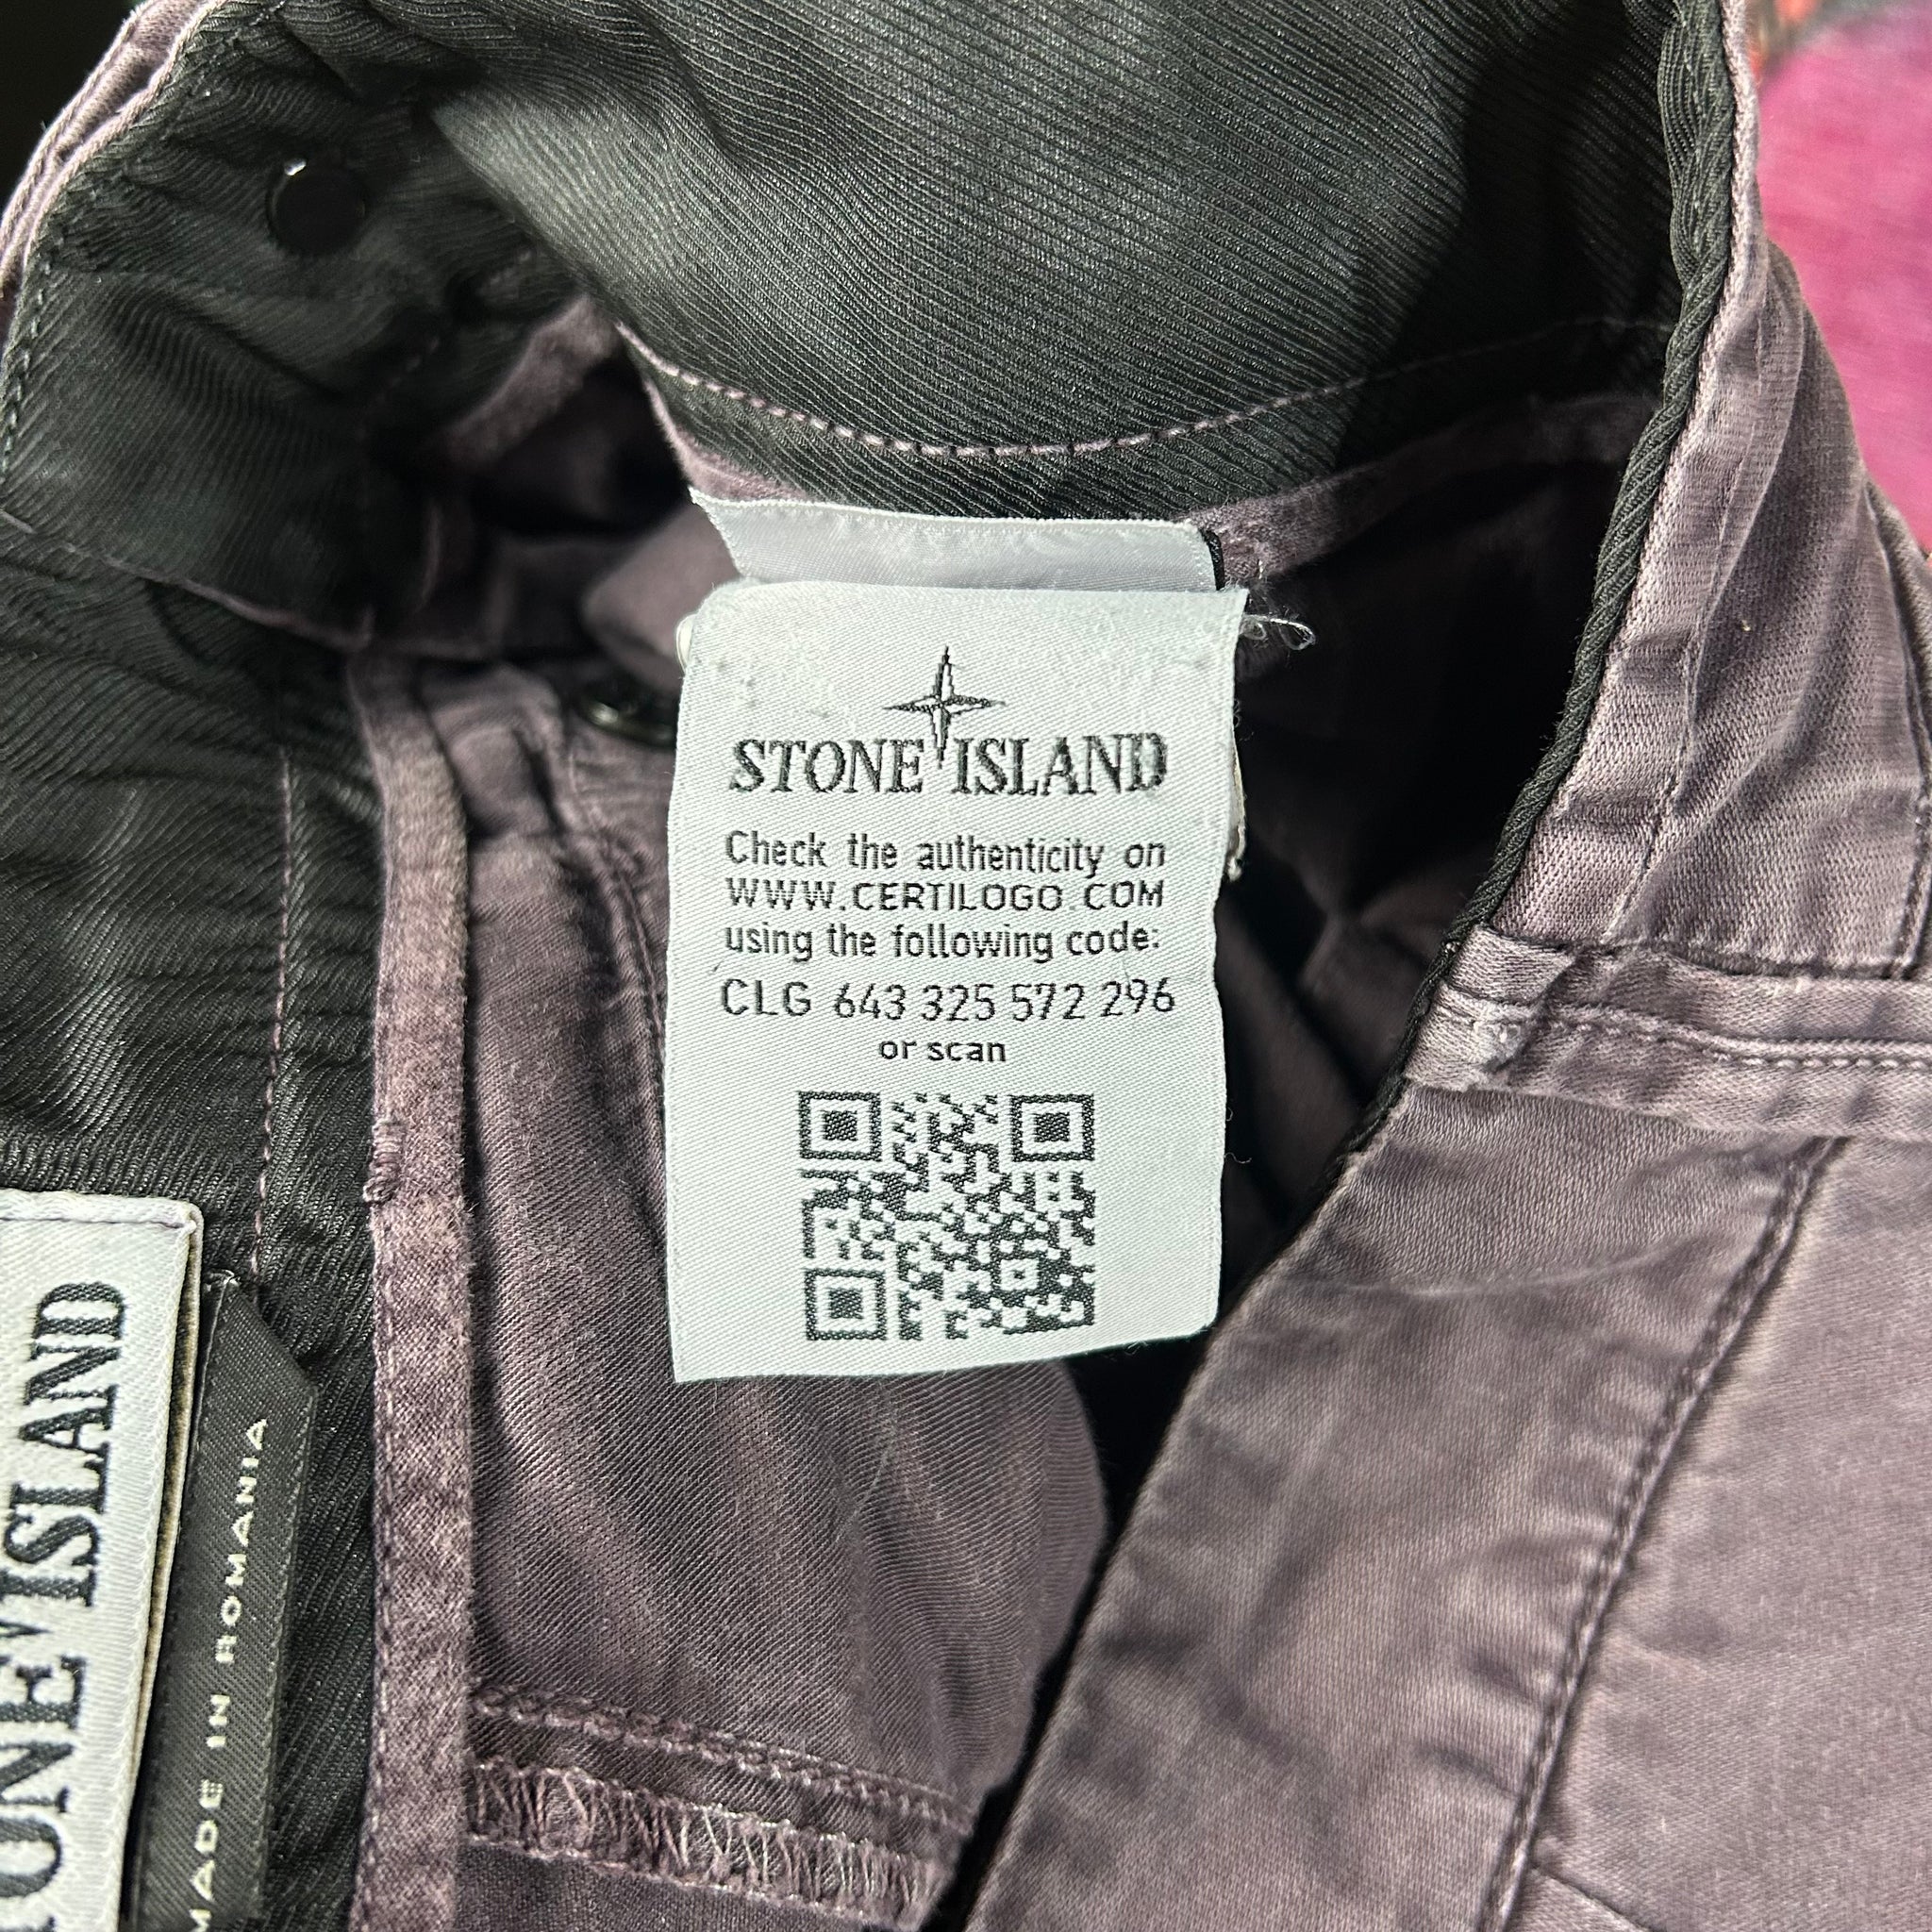 STONE ISLAND
Check the authenticity on
WWW.CERTILOGO.COM
using the following code:
CLG 643 325 572 296
or scan
STONE ISLAND
MADE IN ROMANIA